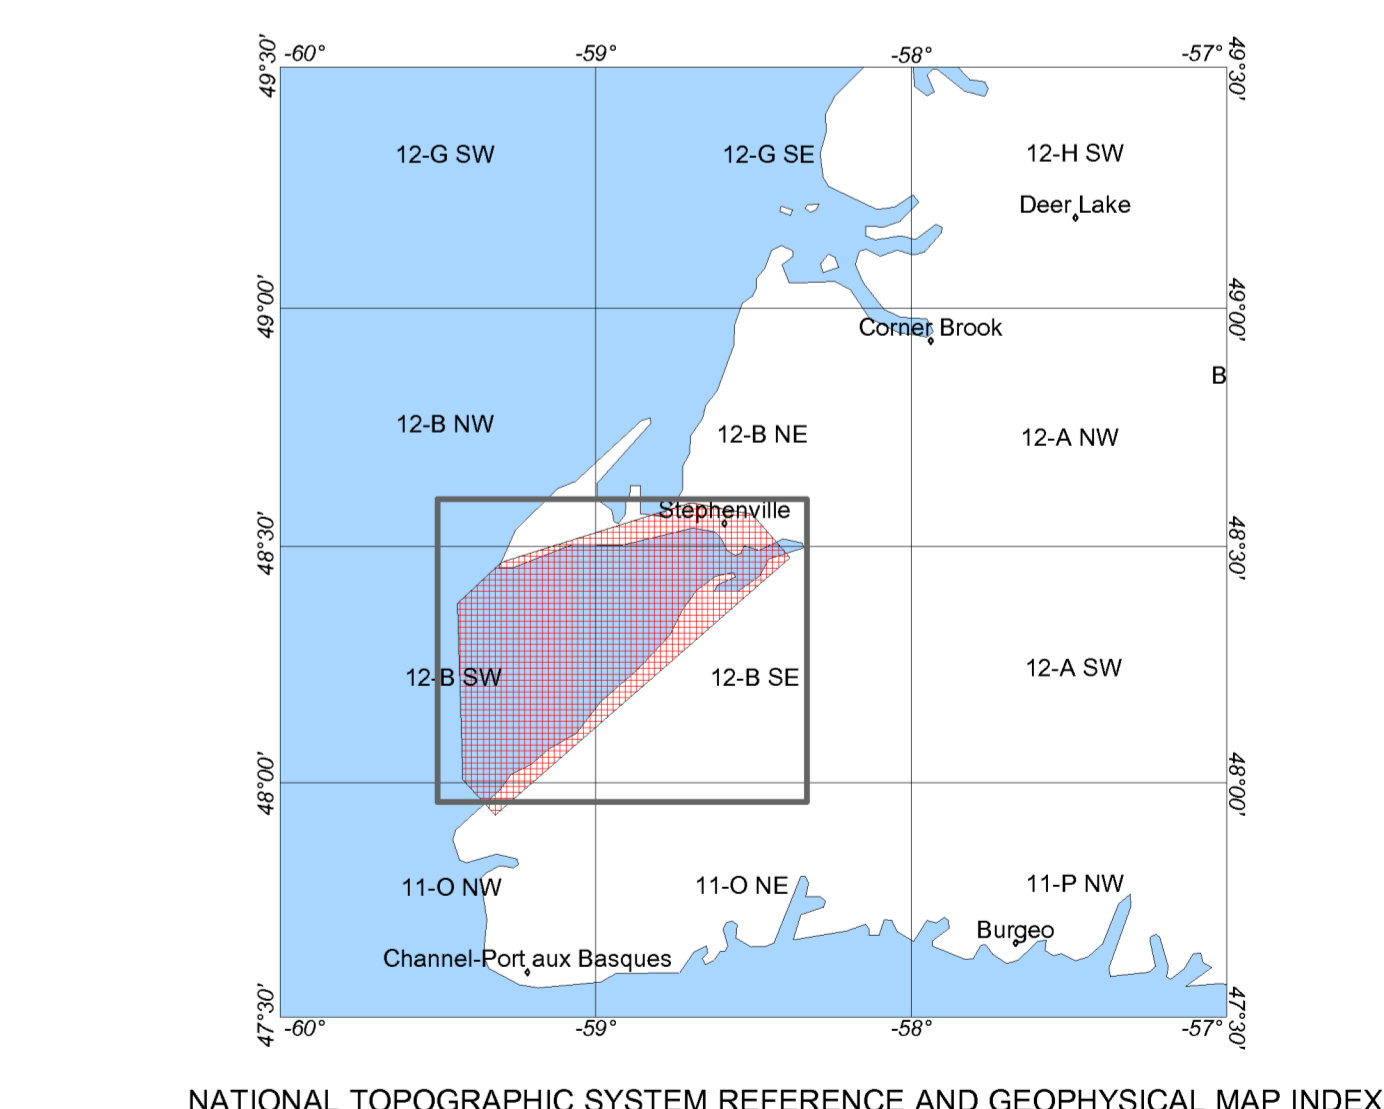 -60° -59° -58° -57°
49°30' 49°30'
12-G SW 12-G SE 12-H SW
Deer Lake
49°00' 49°00'
Corner Brook
B
12-B NW 12-B NE 12-A NW
Stephenville
48°30' 48°30'
12-B SW 12-B SE 12-A SW
48°00' 48°00'
11-O NW 11-O NE 11-P NW
Burgeo
Channel-Port aux Basques
47°30' 47°30'
-60° -59° -58° -57°
NATIONAL TOPOGRAPHIC SYSTEM REFERENCE AND GEOPHYSICAL MAP INDEX